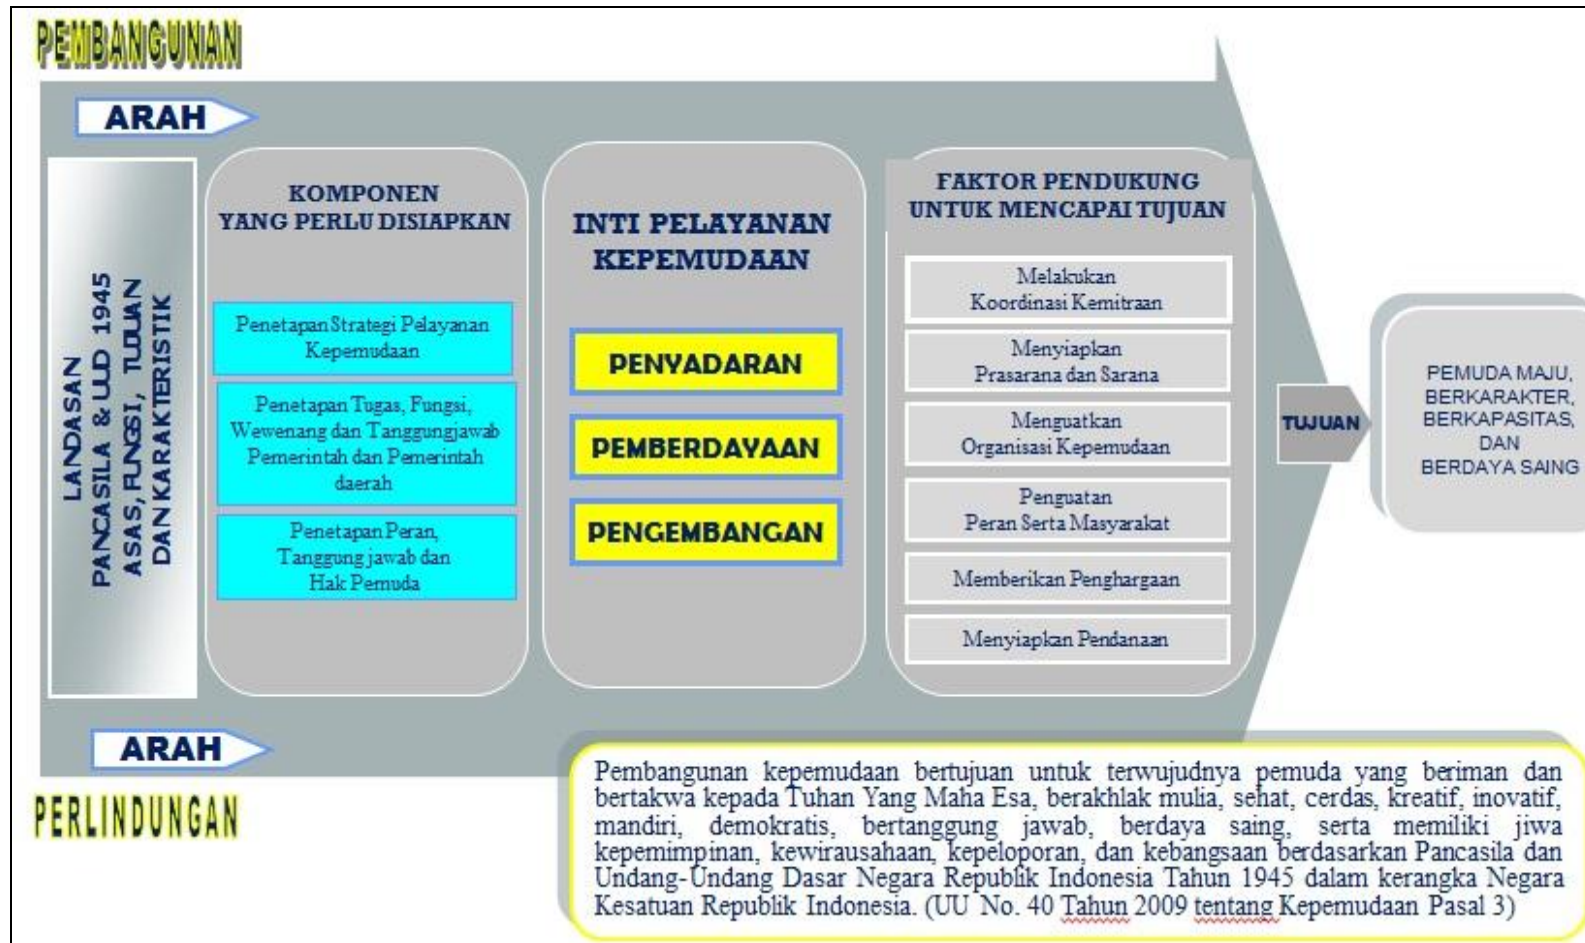 PEMBANGUNAN
ARAH
LANDASAN
PANCASILA & UUD 1945
ASAS, FUNGSI, TUJUAN
DAN KARAKTERISTIK
KOMPONEN
YANG PERLU DISIAPKAN
Penetapan Strategi Pelayanan
Kepemudaan
Penetapan Tugas, Fungsi,
Wewenang dan Tanggungjawab
Pemerintah dan Pemerintah
daerah
Penetapan Peran,
Tanggung jawab dan
Hak Pemuda
INTI PELAYANAN
KEPEMUDAAN
PENYADARAN
PEMBERDAYAAN
PENGEMBANGAN
FAKTOR PENDUKUNG
UNTUK MENCAPAI TUJUAN
Melakukan
Koordinasi Kemitraan
Menyiapkan
Prasarana dan Sarana
Menguatkan
Organisasi Kepemudaan
Penguatan
Peran Serta Masyarakat
Memberikan Penghargaan
Menyiapkan Pendanaan
TUJUAN
PEMUDA MAJU,
BERKARAKTER,
BERKAPASITAS,
DAN
BERDAYA SAING
ARAH
PERLINDUNGAN
Pembangunan kepemudaan bertujuan untuk terwujudnya pemuda yang beriman dan
bertakwa kepada Tuhan Yang Maha Esa, berakhlak mulia, sehat, cerdas, kreatif, inovatif,
mandiri, demokratis, bertanggung jawab, berdaya saing, serta memiliki jiwa
kepemimpinan, kewirausahaan, kepeloporan, dan kebangsaan berdasarkan Pancasila dan
Undang-Undang Dasar Negara Republik Indonesia Tahun 1945 dalam kerangka Negara
Kesatuan Republik Indonesia. (UU No. 40 Tahun 2009 tentang Kepemudaan Pasal 3)